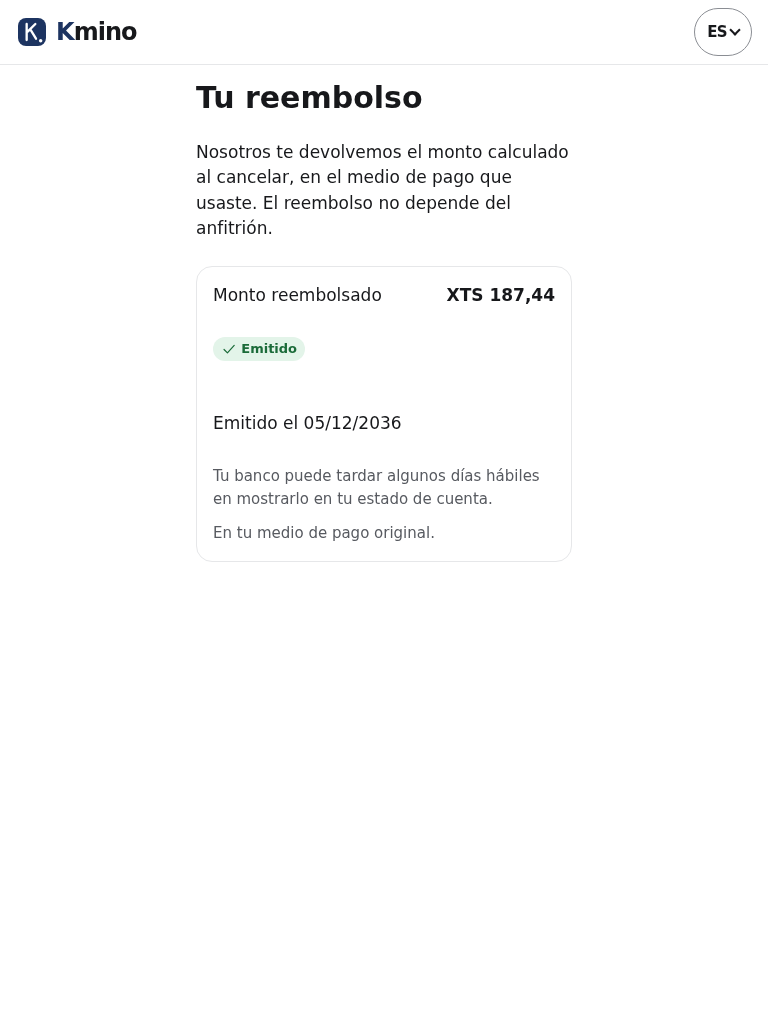 K.
Kmino
ES
Tu reembolso
Nosotros te devolvemos el monto calculado
al cancelar, en el medio de pago que
usaste. El reembolso no depende del
anfitrión.
Monto reembolsado XTS 187,44
Emitido
Emitido el 05/12/2036
Tu banco puede tardar algunos días hábiles
en mostrarlo en tu estado de cuenta.
En tu medio de pago original.